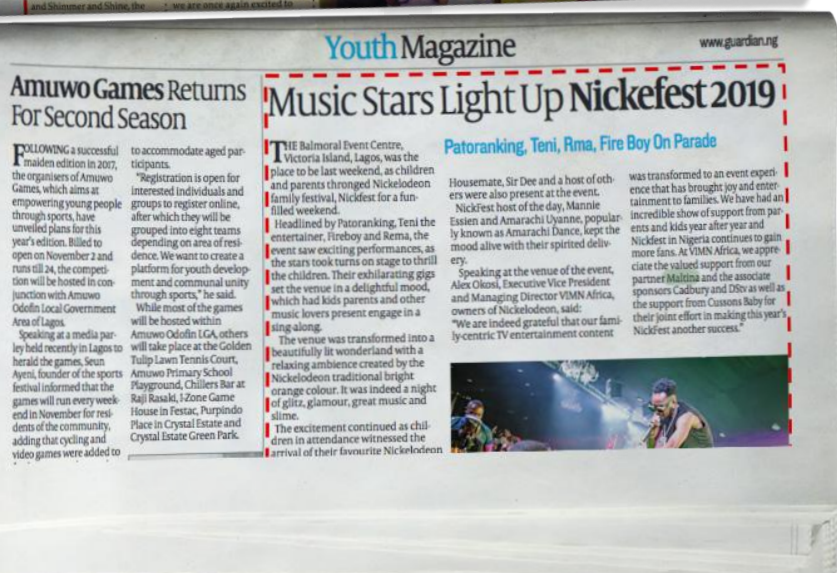 and Shimmer and Shine, the
we are once again excited to
Youth Magazine
www.guardian.ng
Amuwo Games Returns
For Second Season
FOLLOWING a successful
maiden edition in 2017,
the organisers of Amuwo
Games, which aims at
empowering young people
through sports, have
unveiled plans for this
year's edition. Billed to
open on November 2 and
runs till 24, the competi-
tion will be hosted in con-
junction with Amuwo
Odofin Local Government
Area of Lagos.
Speaking at a media par-
ley held recently in Lagos to
herald the games, Seun
Ayeni, founder of the sports
festival informed that the
games will run every week-
end in November for resi-
dents of the community,
adding that cycling and
video games were added to
to accommodate aged par-
ticipants.
"Registration is open for
interested individuals and
groups to register online,
after which they will be
grouped into eight teams
depending on area of resi-
dence. We want to create a
platform for youth develop-
ment and communal unity
through sports," he said.
While most of the games
will be hosted within
Amuwo Odofin LGA, others
will take place at the Golden
Tulip Lawn Tennis Court,
Amuwo Primary School
Playground, Chillers Bar at
Raji Rasaki, J-Zone Game
House in Festac, Purpindo
Place in Crystal Estate and
Crystal Estate Green Park.
Music Stars Light Up Nickefest 2019
Patoranking, Teni, Rma, Fire Boy On Parade
THE Balmoral Event Centre,
Victoria Island, Lagos, was the
place to be last weekend, as children
and parents thronged Nickelodeon
family festival, Nickfest for a fun-
filled weekend.
Headlined by Patoranking, Teni the
entertainer, Fireboy and Rema, the
event saw exciting performances, as
the stars took turns on stage to thrill
the children. Their exhilarating gigs
set the venue in a delightful mood,
which had kids parents and other
music lovers present engage in a
sing along.
The venue was transformed into a
beautifully lit wonderland with a
relaxing ambience created by the
Nickelodeon traditional bright
orange colour. It was indeed a night
of glitz, glamour, great music and
slime.
The excitement continued as chil-
dren in attendance witnessed the
arrival of their favourite Nickelodeon
Housemate, Sir Dee and a host of oth-
ers were also present at the event.
NickFest host of the day, Mannie
Essien and Amarachi Uyanne, popular-
ly known as Amarachi Dance, kept the
mood alive with their spirited deliv-
ery.
Speaking at the venue of the event,
Alex Okosi, Executive Vice President
and Managing Director VIMN Africa,
owners of Nickelodeon, said:
"We are indeed grateful that our fami-
ly-centric TV entertainment content
was transformed to an event experi-
ence that has brought joy and enter-
tainment to families. We have had an
incredible show of support from par-
ents and kids year after year and
Nickfest in Nigeria continues to gain
more fans. At VIMN Africa, we appre-
ciate the valued support from our
partner Maltina and the associate
sponsors Cadbury and DStv as well as
the support from Cussons Baby for
their joint effort in making this year's
NickFest another success."